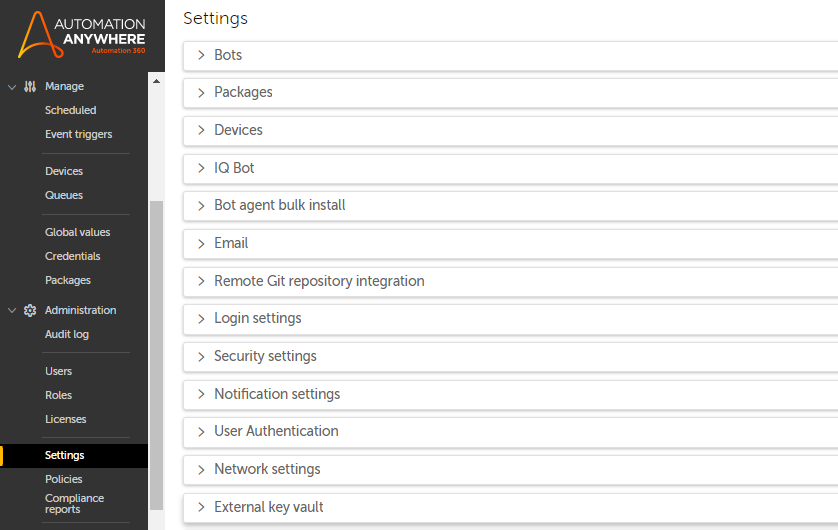 AUTOMATION
ANYWHERE
Automation 360
Manage
Scheduled
Event triggers
Devices
Queues
Global values
Credentials
Packages
Administration
Audit log
Users
Roles
Licenses
Settings
Policies
Compliance
reports
Settings
Bots
Packages
Devices
IQ Bot
Bot agent bulk install
Email
Remote Git repository integration
Login settings
Security settings
Notification settings
User Authentication
Network settings
External key vault